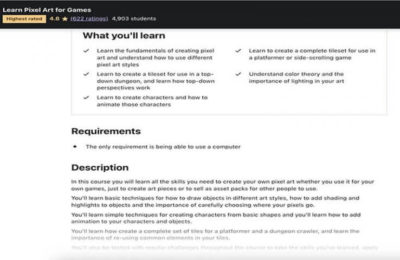 Learn Pixel Art for Games
Highest rated 4.8 ★ (622 ratings) 4,903 students
What you'll learn
✓ Learn the fundamentals of creating pixel
art and understand how to use different
pixel art styles
✓ Learn to create a tileset for use in a top-
down dungeon, and learn how top-down
perspectives work
✓ Learn to create characters and how to
animate those characters
✓ Learn to create a complete tileset for use in
a platformer or side-scrolling game
✓ Understand color theory and the
importance of lighting in your art
Requirements
• The only requirement is being able to use a computer
Description
In this course you will learn all the skills you need to create your own pixel art whether you use it for your
own games, just to create art pieces or to sell as asset packs for other people to use.
You'll learn basic techniques for how to draw objects in different art styles, how to add shading and
highlights to objects and the importance of carefully choosing where your pixels go.
You'll learn simple techniques for creating characters from basic shapes and you'll learn how to add
animation to your characters and objects.
You'll learn how create a complete set of tiles for a platformer and a dungeon crawler, and learn the
importance of re-using common elements in your tiles.